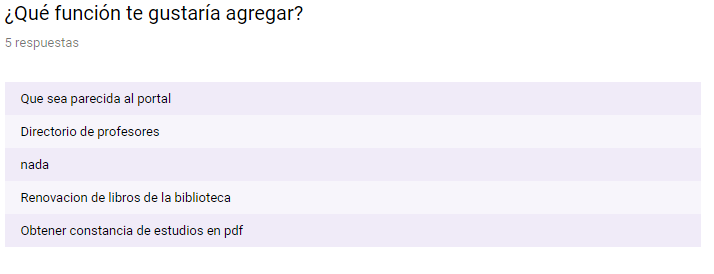 ¿Qué función te gustaría agregar?
5 respuestas
Que sea parecida al portal
Directorio de profesores
nada
Renovacion de libros de la biblioteca
Obtener constancia de estudios en pdf